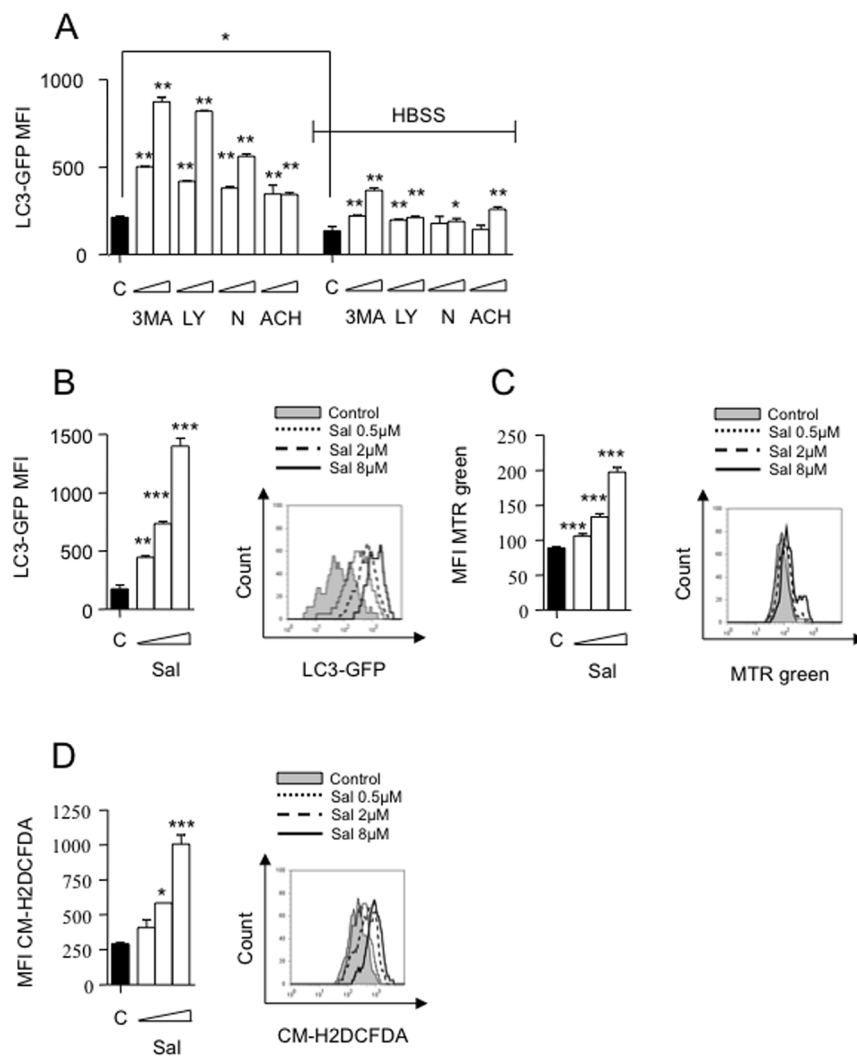 A
*
1000
500
0
LC3-GFP MFI
** ** ** ** ** ** ** **
HBSS
** ** ** ** * **
C
3MA LY N ACH
C
3MA LY N ACH
B
1500
1000
500
0
LC3-GFP MFI
** *** ***
C
Sal
Control
Sal 0.5µM
Sal 2µM
Sal 8µM
Count
LC3-GFP
C
250
200
150
100
50
0
MFI MTR green
*** *** ***
C
Sal
Control
Sal 0.5µM
Sal 2µM
Sal 8µM
Count
MTR green
D
1250
1000
750
500
250
0
MFI CM-H2DCFDA
* ***
C
Sal
Control
Sal 0.5µM
Sal 2µM
Sal 8µM
Count
CM-H2DCFDA